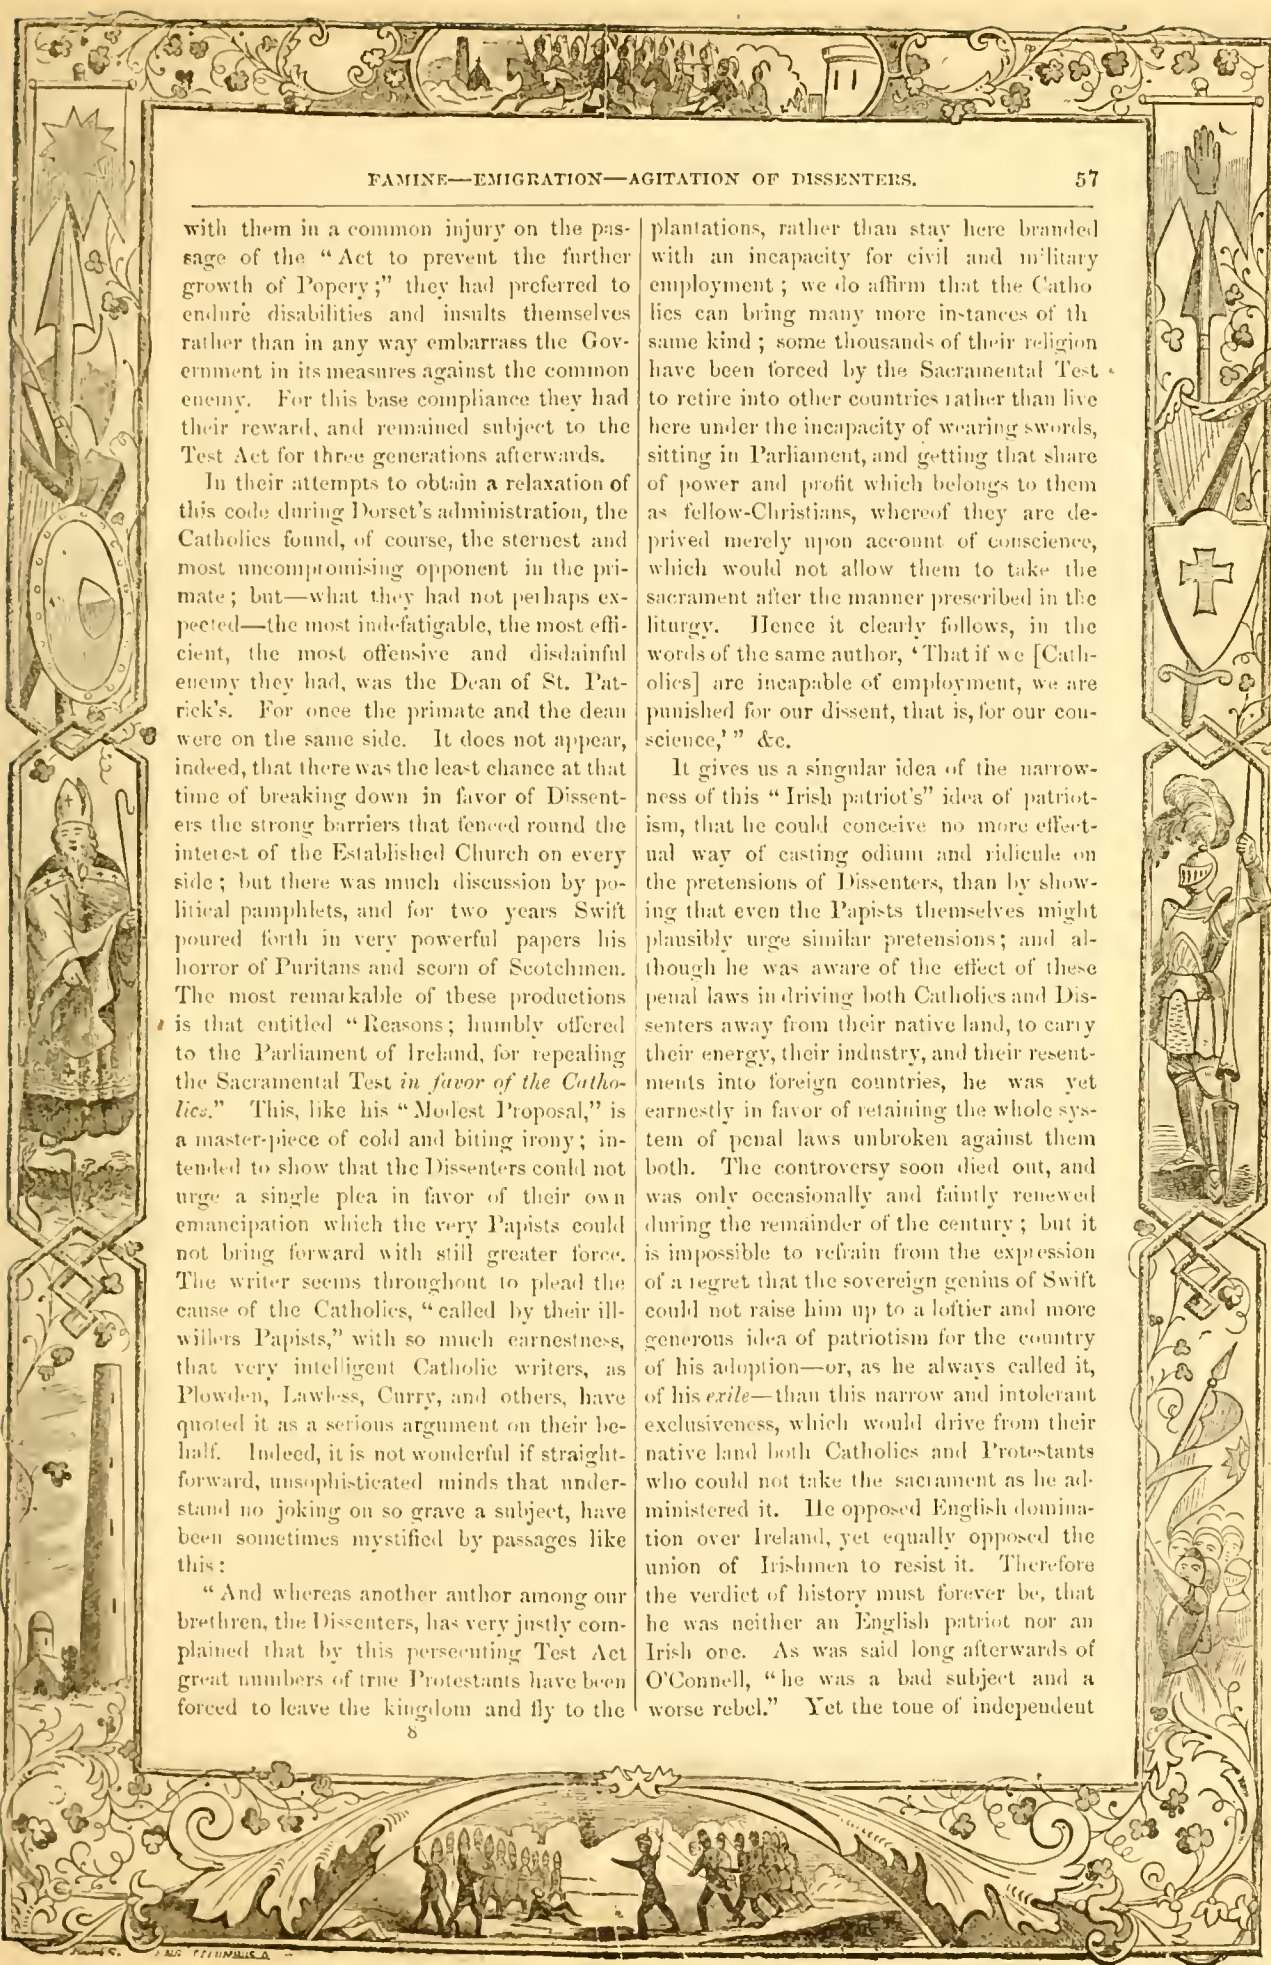 FAMINE—EMIGRATION—AGITATION OF DISSENTERS. 57
with them in a common injury on the pas-
sage of the “Act to prevent the further
growth of Popery;” they had preferred to
endure disabilities and insults themselves
rather than in any way embarrass the Gov-
ernment in its measures against the common
enemy. For this base compliance they had
their reward, and remained subject to the
Test Act for three generations afterwards.
In their attempts to obtain a relaxation of
this code during Dorset's administration, the
Catholics found, of course, the sternest and
most uncompromising opponent in the pri-
mate; but—what they had not perhaps ex-
pected—the most indefatigable, the most effi-
cient, the most offensive and disdainful
enemy they had, was the Dean of St. Pat-
rick's. For once the primate and the dean
were on the same side. It does not appear,
indeed, that there was the least chance at that
time of breaking down in favor of Dissent-
ers the strong barriers that fenced round the
interest of the Established Church on every
side; but there was much discussion by po-
litical pamphlets, and for two years Swift
poured forth in very powerful papers his
horror of Puritans and scorn of Scotchmen.
The most remarkable of these productions
is that entitled “Reasons; humbly offered
to the Parliament of Ireland, for repealing
the Sacramental Test in favor of the Catho-
lics.” This, like his “Modest Proposal,” is
a master-piece of cold and biting irony; in-
tended to show that the Dissenters could not
urge a single plea in favor of their own
emancipation which the very Papists could
not bring forward with still greater force.
The writer seems throughout to plead the
cause of the Catholics, “called by their ill-
willers Papists,” with so much earnestness,
that very intelligent Catholic writers, as
Plowden, Lawless, Curry, and others, have
quoted it as a serious argument on their be-
half. Indeed, it is not wonderful if straight-
forward, unsophisticated minds that under-
stand no joking on so grave a subject, have
been sometimes mystified by passages like
this:
“And whereas another author among our
brethren, the Dissenters, has very justly com-
plained that by this persecuting Test Act
great numbers of true Protestants have been
forced to leave the kingdom and fly to the
8
plantations, rather than stay here branded
with an incapacity for civil and military
employment; we do affirm that the Catho
lics can bring many more instances of th
same kind; some thousands of their religion
have been forced by the Sacramental Test
to retire into other countries rather than live
here under the incapacity of wearing swords,
sitting in Parliament, and getting that share
of power and profit which belongs to them
as fellow-Christians, whereof they are de-
prived merely upon account of conscience,
which would not allow them to take the
sacrament after the manner prescribed in the
liturgy. Hence it clearly follows, in the
words of the same author, ‘That if we [Cath-
olics] are incapable of employment, we are
punished for our dissent, that is, for our con-
science,’” &c.
It gives us a singular idea of the narrow-
ness of this “Irish patriot's” idea of patriot-
ism, that he could conceive no more effect-
ual way of casting odium and ridicule on
the pretensions of Dissenters, than by show-
ing that even the Papists themselves might
plausibly urge similar pretensions; and al-
though he was aware of the effect of these
penal laws in driving both Catholics and Dis-
senters away from their native land, to carry
their energy, their industry, and their resent-
ments into foreign countries, he was yet
earnestly in favor of retaining the whole sys-
tem of penal laws unbroken against them
both. The controversy soon died out, and
was only occasionally and faintly renewed
during the remainder of the century; but it
is impossible to refrain from the expression
of a regret that the sovereign genius of Swift
could not raise him up to a loftier and more
generous idea of patriotism for the country
of his adoption—or, as he always called it,
of his exile—than this narrow and intolerant
exclusiveness, which would drive from their
native land both Catholics and Protestants
who could not take the sacrament as he ad-
ministered it. He opposed English domina-
tion over Ireland, yet equally opposed the
union of Irishmen to resist it. Therefore
the verdict of history must forever be, that
he was neither an English patriot nor an
Irish one. As was said long afterwards of
O'Connell, “he was a bad subject and a
worse rebel.” Yet the tone of independent